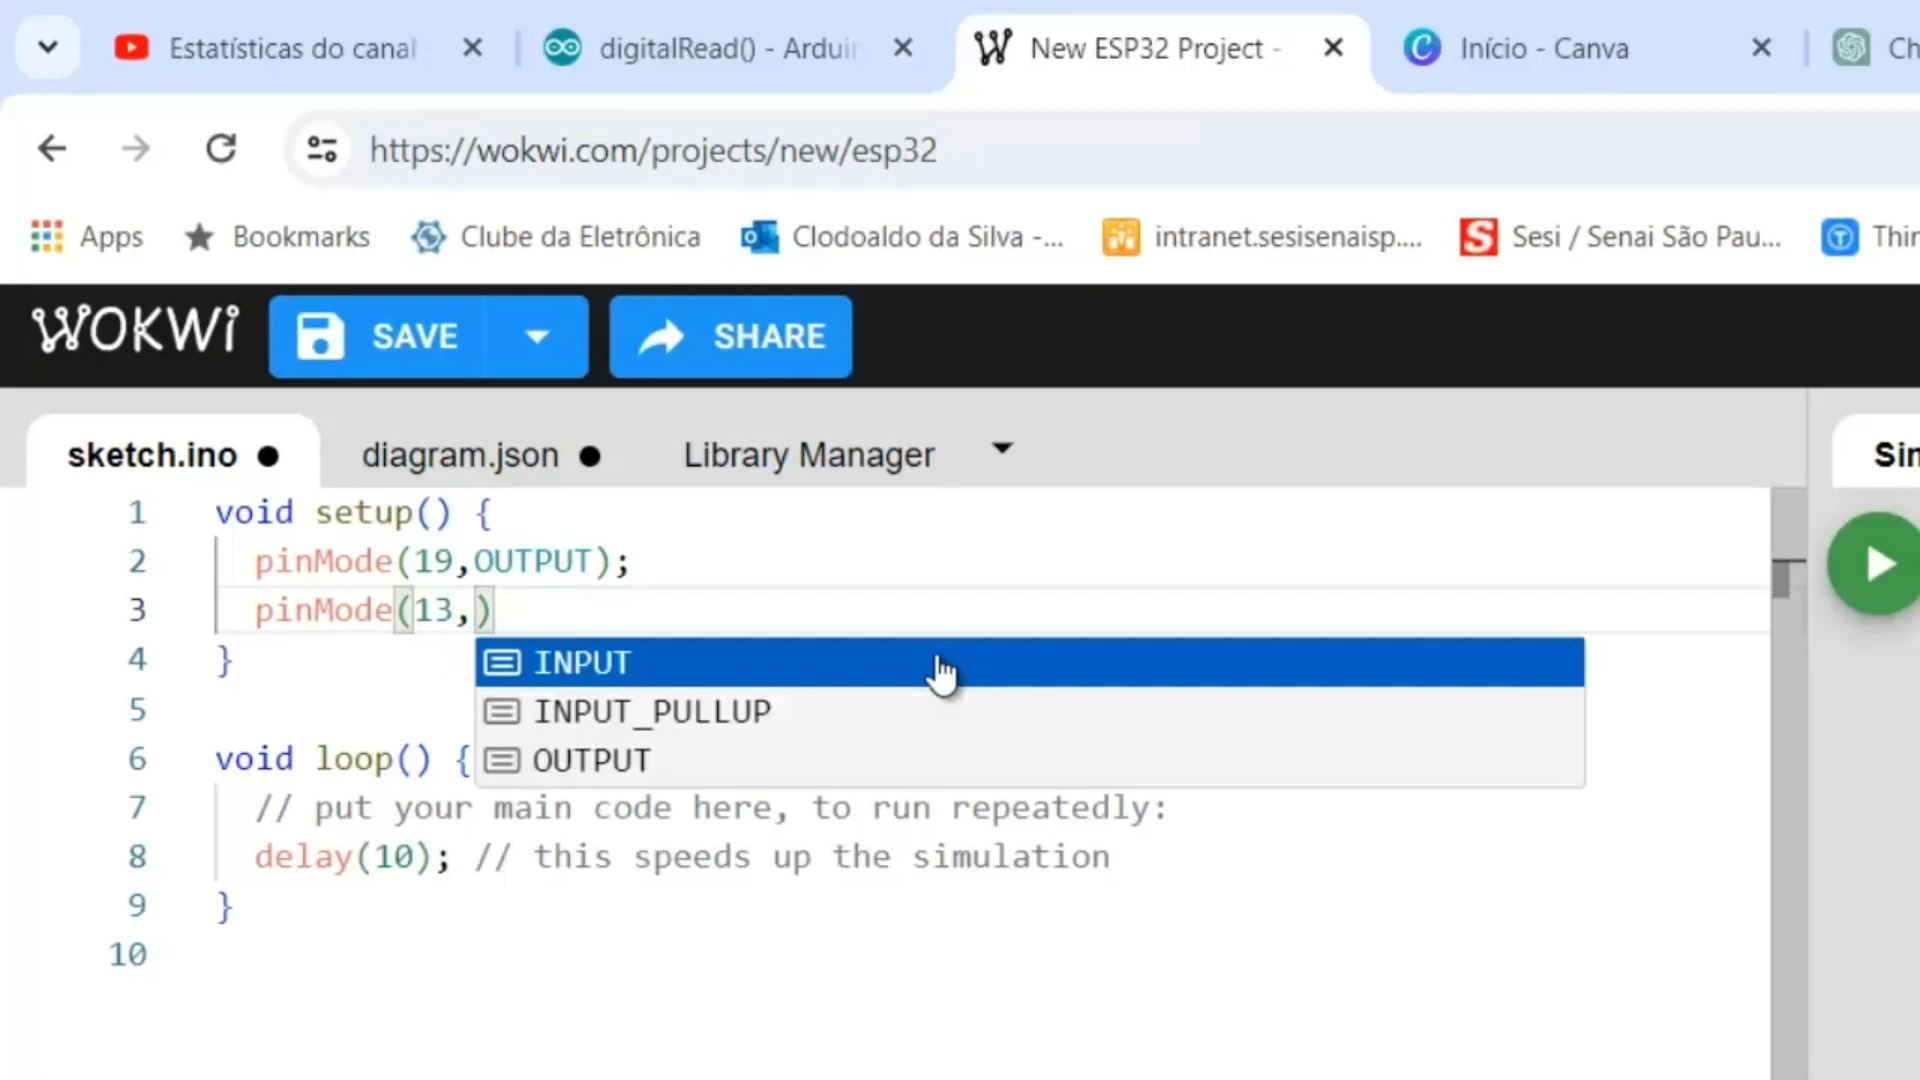 Estatísticas do canal
digitalRead() - Arduin
New ESP32 Project -
Início - Canva
Ch
https://wokwi.com/projects/new/esp32
Apps
Bookmarks
Clube da Eletrônica
Clodoaldo da Silva -...
intranet.sesisenaisp....
Sesi / Senai São Pau...
Thin
WOKWi
SAVE
SHARE
sketch.ino
diagram.json
Library Manager
Sim
1 void setup() {
2 pinMode(19,OUTPUT);
3 pinMode(13,)
4 }
INPUT
5
INPUT_PULLUP
6 void loop() {
OUTPUT
7 // put your main code here, to run repeatedly:
8 delay(10); // this speeds up the simulation
9 }
10